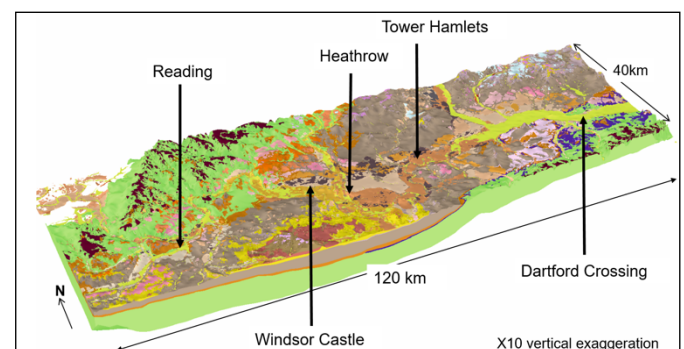 Tower Hamlets
Heathrow
Reading
40km
120 km
Dartford Crossing
N
Windsor Castle
X10 vertical exaggeration